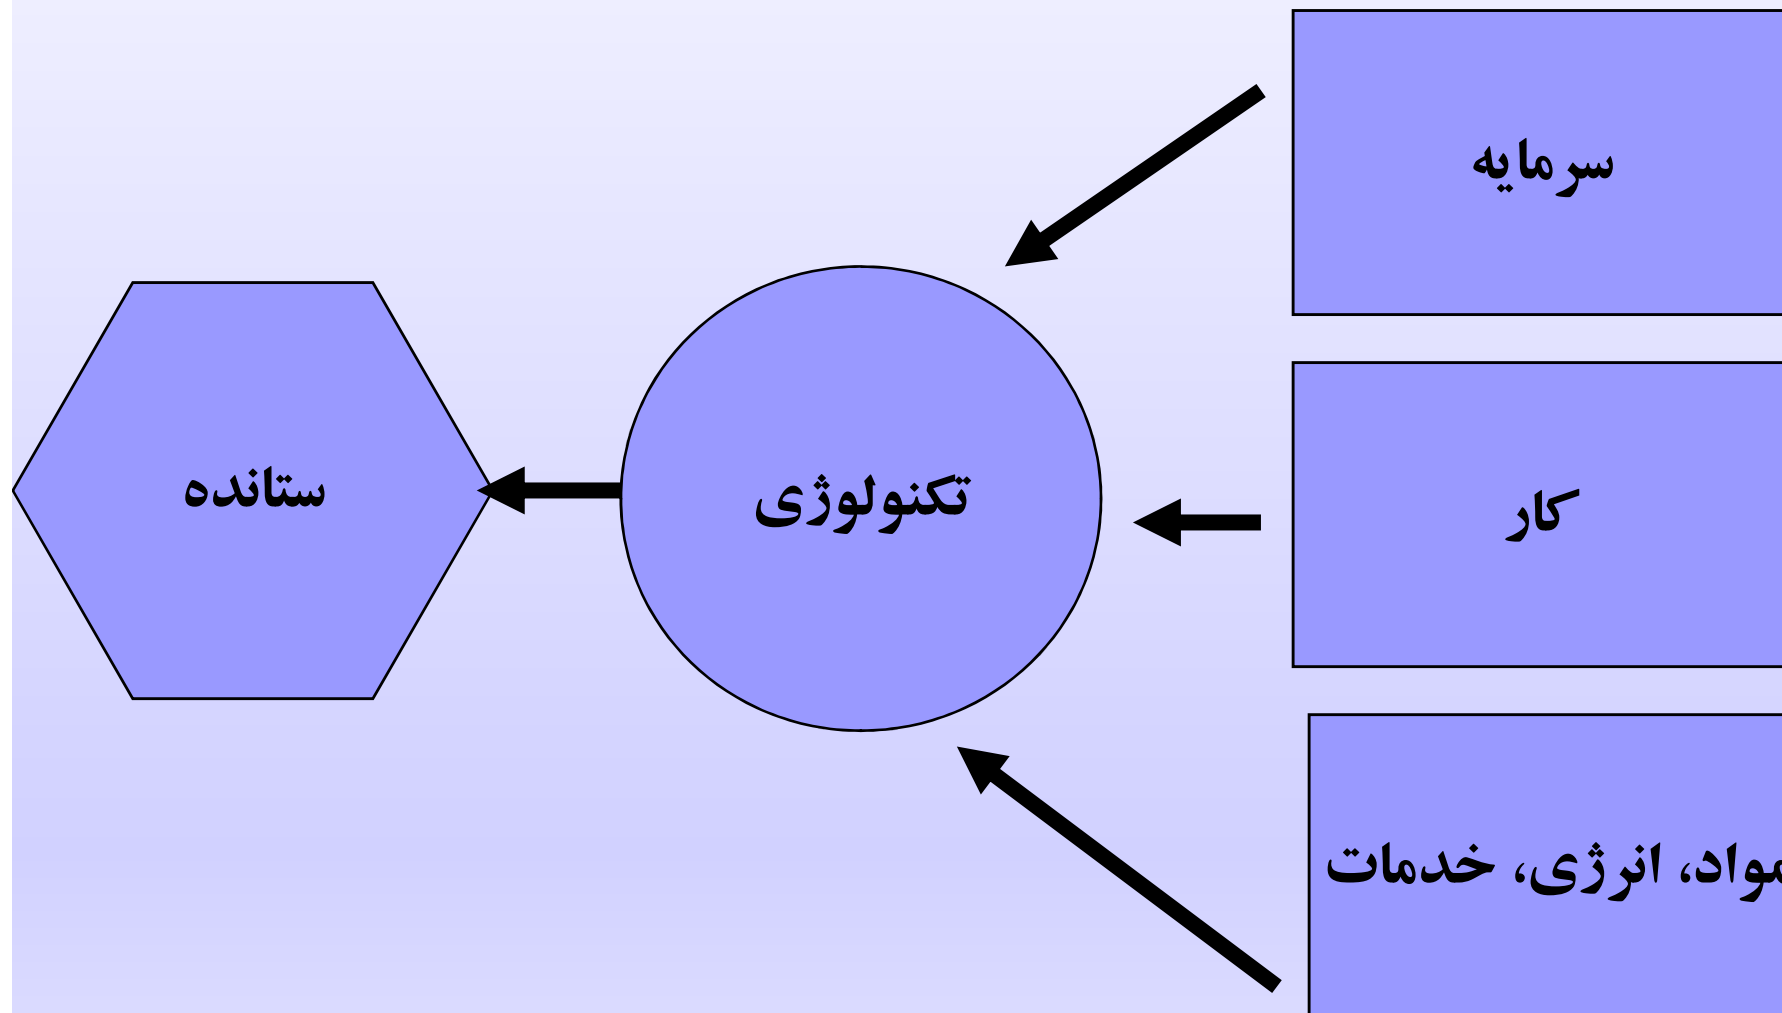 سرمایه
کار
مواد، انرژی، خدمات
تکنولوژی
ستانده